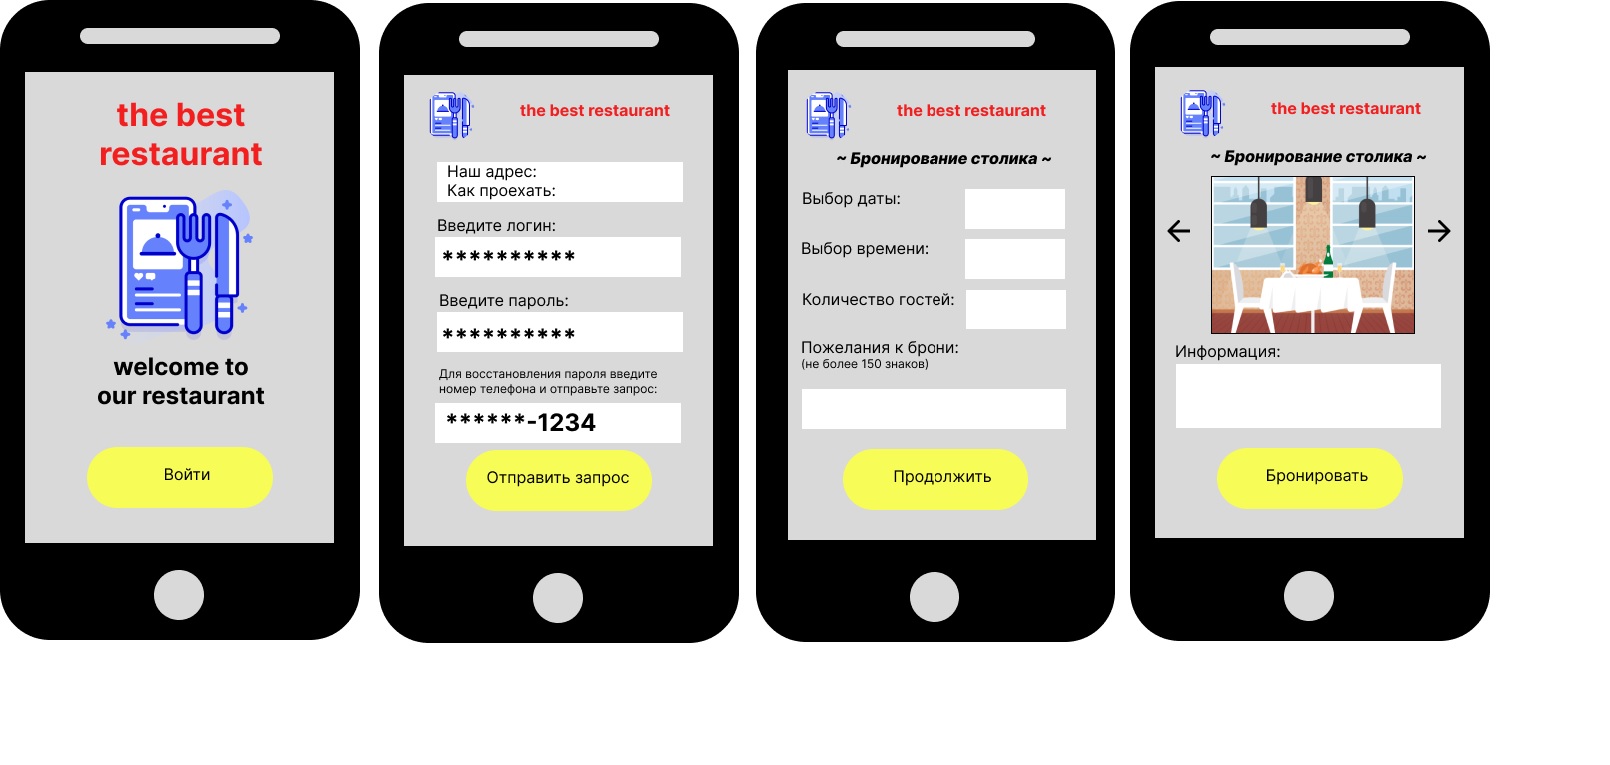 the best
restaurant
welcome to
our restaurant
Войти
the best restaurant
Наш адрес:
Как проехать:
Введите логин:
**********
Введите пароль:
**********
Для восстановления пароля введите
номер телефона и отправьте запрос:
******-1234
Отправить запрос
the best restaurant
~ Бронирование столика ~
Выбор даты:
Выбор времени:
Количество гостей:
Пожелания к брони:
(не более 150 знаков)
Продолжить
the best restaurant
~ Бронирование столика ~
Информация:
Бронировать